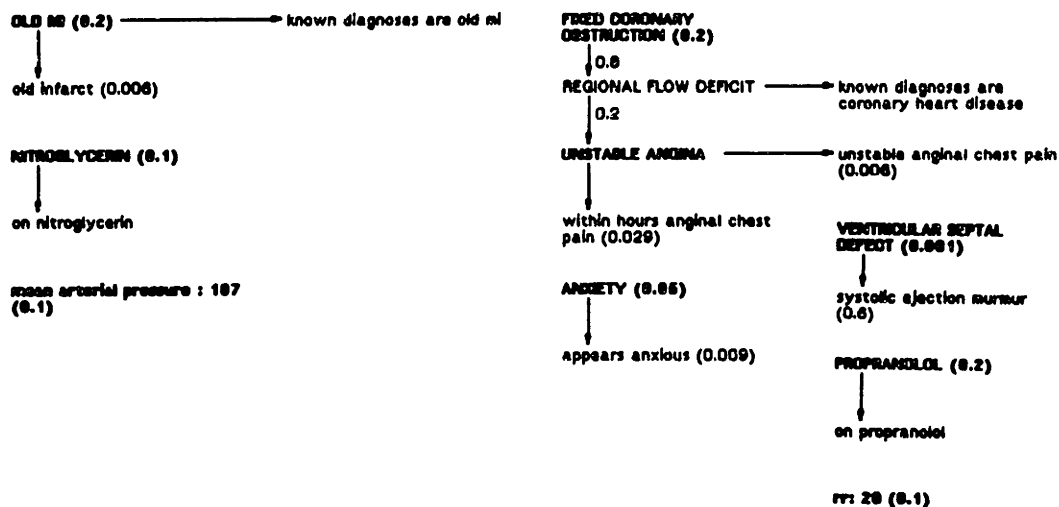 OLD MI (0.2)
known diagnoses are old mi
old infarct (0.006)
NITROGLYCERIN (0.1)
on nitroglycerin
mean arterial pressure : 107
(0.1)
FIXED CORONARY
OBSTRUCTION (0.2)
0.8
REGIONAL FLOW DEFICIT
known diagnoses are
coronary heart disease
0.2
UNSTABLE ANGINA
unstable anginal chest pain
(0.006)
within hours anginal chest
pain (0.029)
VENTRICULAR SEPTAL
DEFECT (0.001)
systolic ejection murmur
(0.6)
ANXIETY (0.05)
appears anxious (0.009)
PROPRANOLOL (0.2)
on propranolol
rr: 20 (0.1)